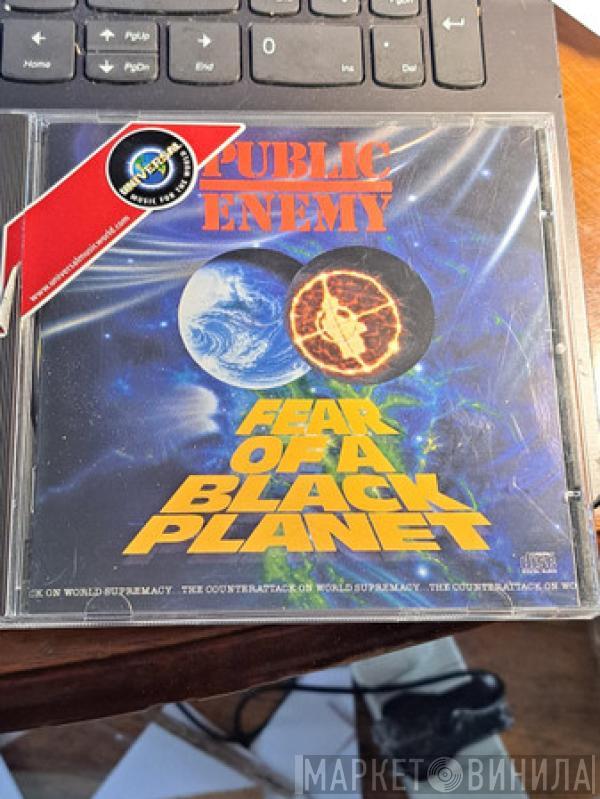 PgUp
Home
PgDn
End
0
Ins
.
Del
UNIVERSAL
MUSIC FOR THE WORLD
www.universalmusicworld.com
PUBLIC
ENEMY
FEAR
OF A
BLACK
PLANET
CK ON WORLD SUPREMACY...THE COUNTERATTACK ON WORLD SUPREMACY...THE COUNTERATTACK ON WO
МАРКЕТ ВИНИЛА